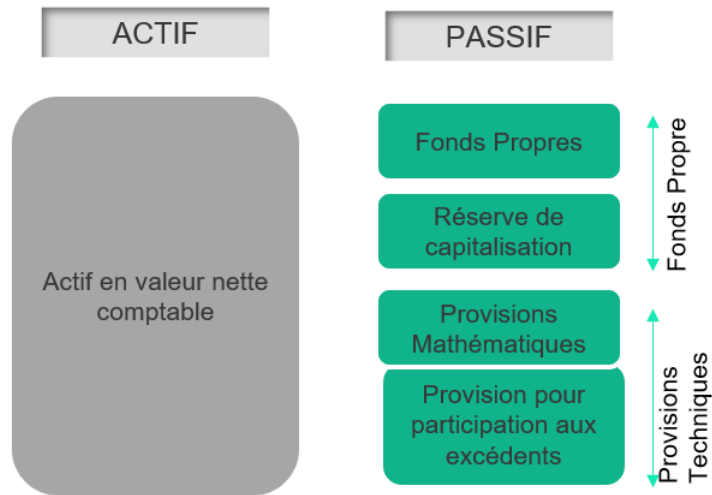 ACTIF
PASSIF
Actif en valeur nette
comptable
Fonds Propres
Réserve de
capitalisation
Provisions
Mathématiques
Provision pour
participation aux
excédents
Fonds Propre
Provisions
Techniques